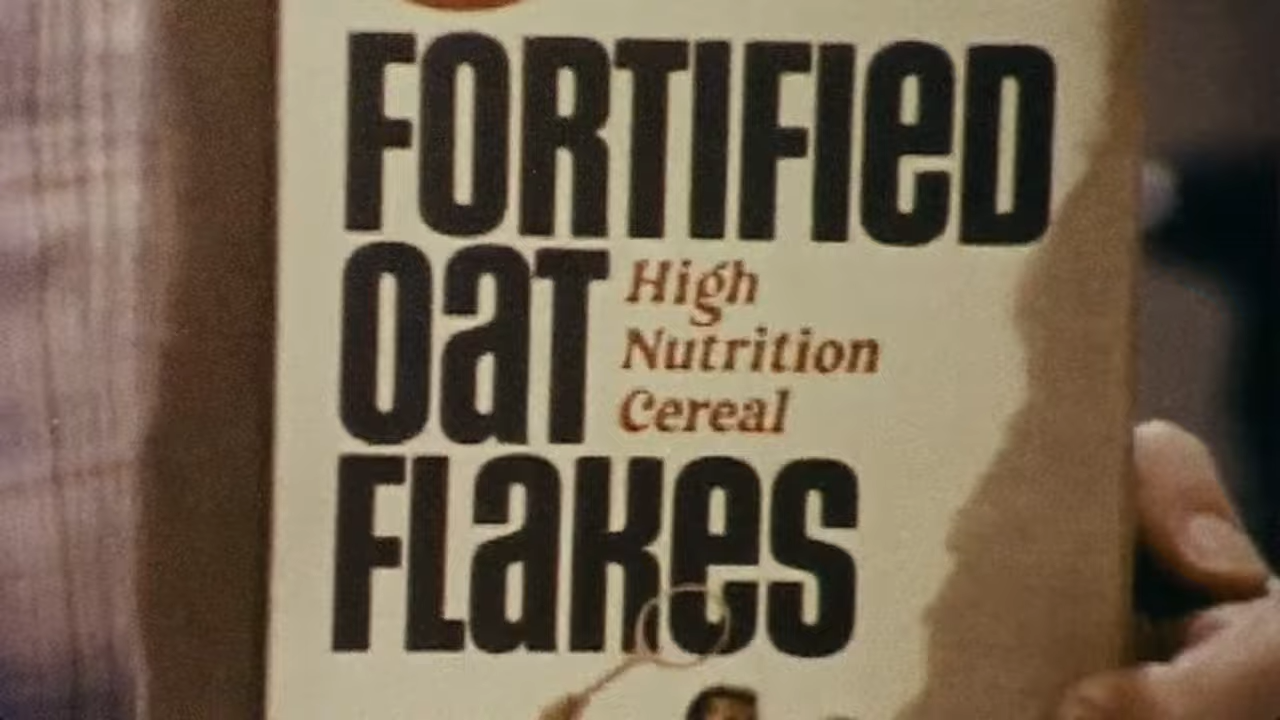 FORTIFIeD
OaT
High
Nutrition
Cereal
FLaKeS